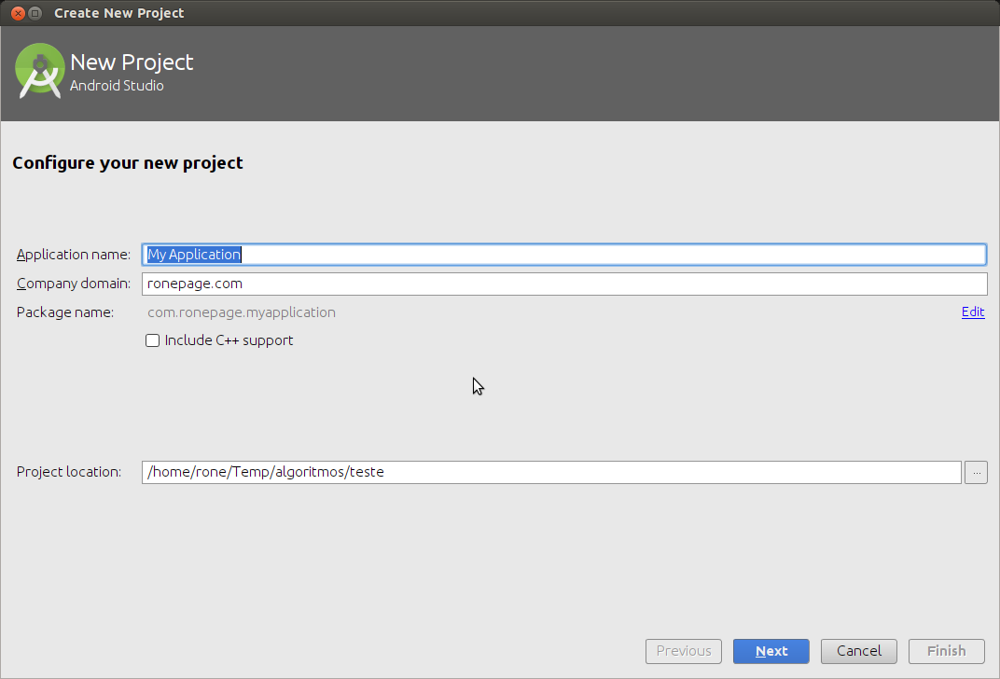 Create New Project
New Project
Android Studio
Configure your new project
Application name: My Application
Company domain: ronepage.com
Package name: com.ronepage.myapplication Edit
Include C++ support
Project location: /home/rone/Temp/algoritmos/teste ...
Previous Next Cancel Finish